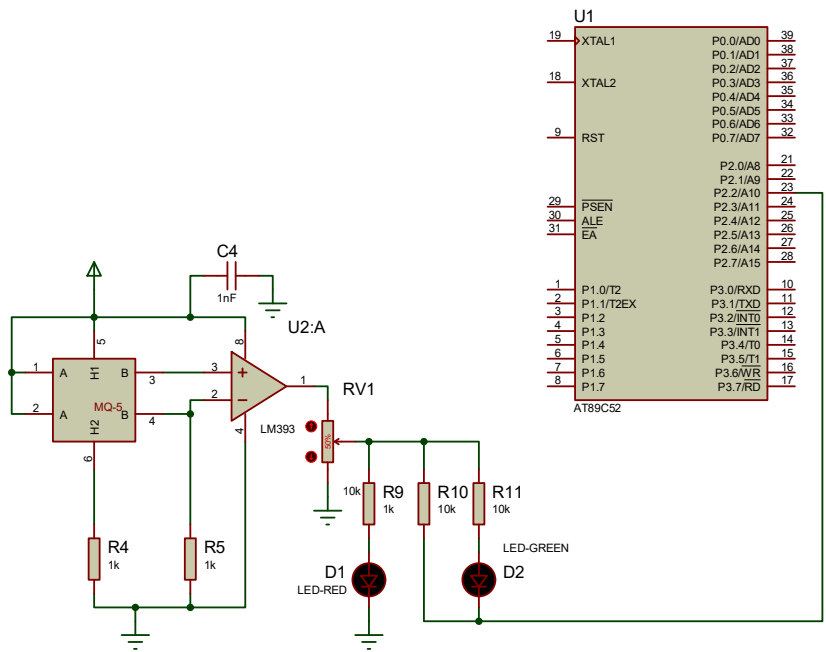 U1
19 XTAL1 P0.0/AD0 39
P0.1/AD1 38
P0.2/AD2 37
18 XTAL2 P0.3/AD3 36
P0.4/AD4 35
P0.5/AD5 34
P0.6/AD6 33
9 RST P0.7/AD7 32
P2.0/A8 21
P2.1/A9 22
P2.2/A10 23
29 PSEN P2.3/A11 24
30 ALE P2.4/A12 25
31 EA P2.5/A13 26
P2.6/A14 27
P2.7/A15 28
1 P1.0/T2 P3.0/RXD 10
2 P1.1/T2EX P3.1/TXD 11
3 P1.2 P3.2/INT0 12
4 P1.3 P3.3/INT1 13
5 P1.4 P3.4/T0 14
6 P1.5 P3.5/T1 15
7 P1.6 P3.6/WR 16
8 P1.7 P3.7/RD 17
AT89C52
C4
1nF
U2:A
5
8
1 A H1 B 3
3
1
2
2 A MQ-5 B 4
H2
6
4
LM393
RV1
50%
10k
R9
1k
R10
10k
R11
10k
R4
1k
R5
1k
D1
LED-RED
LED-GREEN
D2